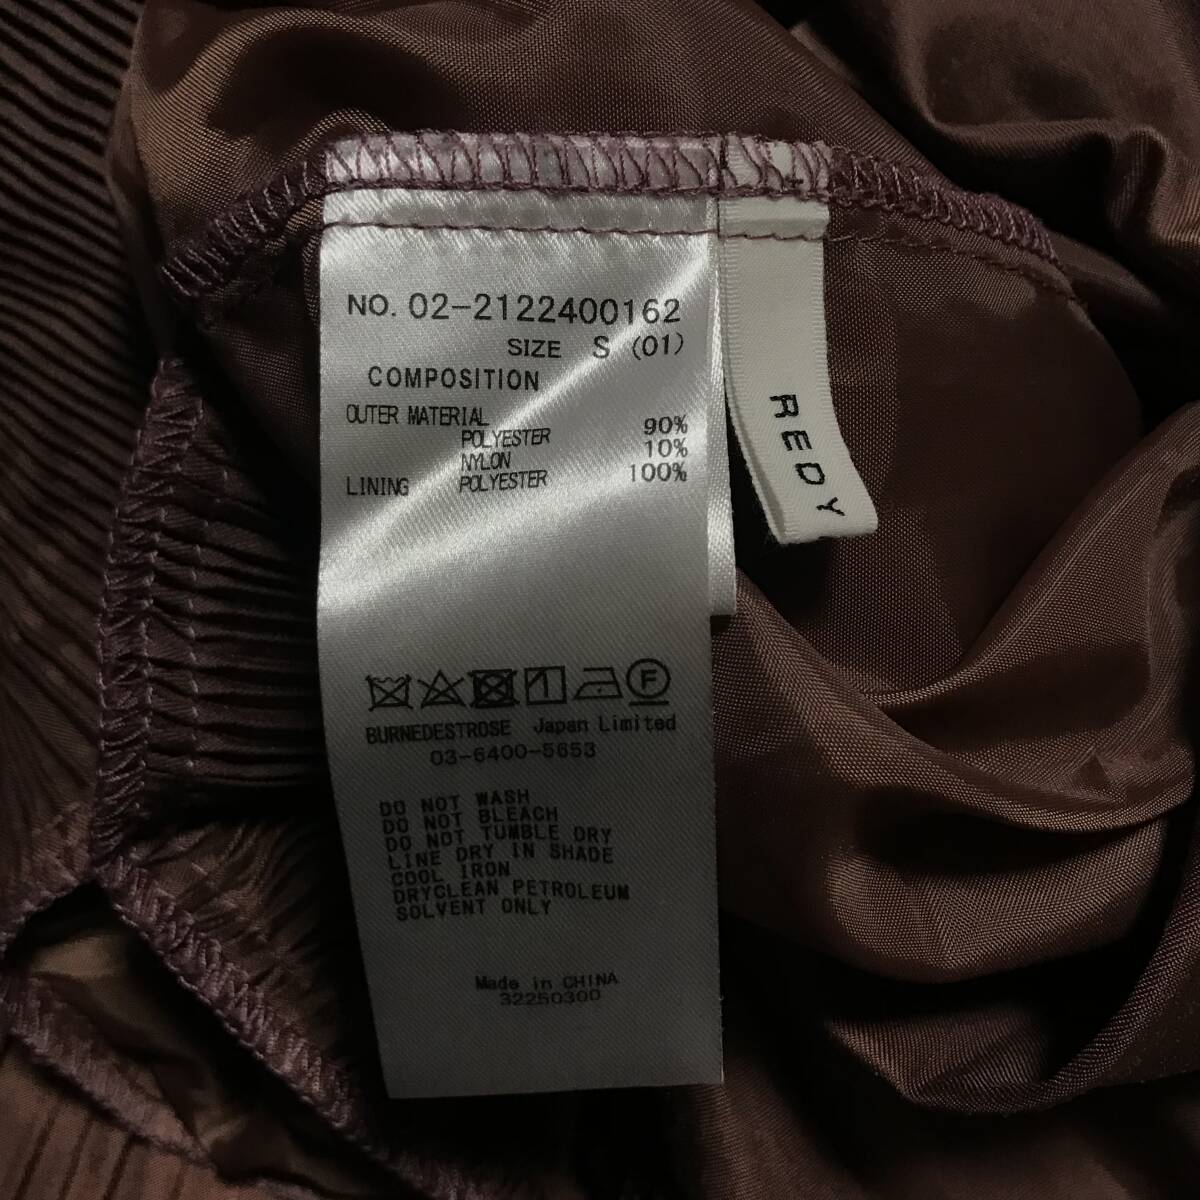 NO. 02-2122400162
SIZE S (01)
COMPOSITION
OUTER MATERIAL
POLYESTER 90%
NYLON 10%
LINING POLYESTER 100%
F
BURNEDESTROSE Japan Limited
03-6400-5653
DO NOT WASH
DO NOT BLEACH
DO NOT TUMBLE DRY
LINE DRY IN SHADE
COOL IRON
DRYCLEAN PETROLEUM
SOLVENT ONLY
Made in CHINA
32250300
REDY